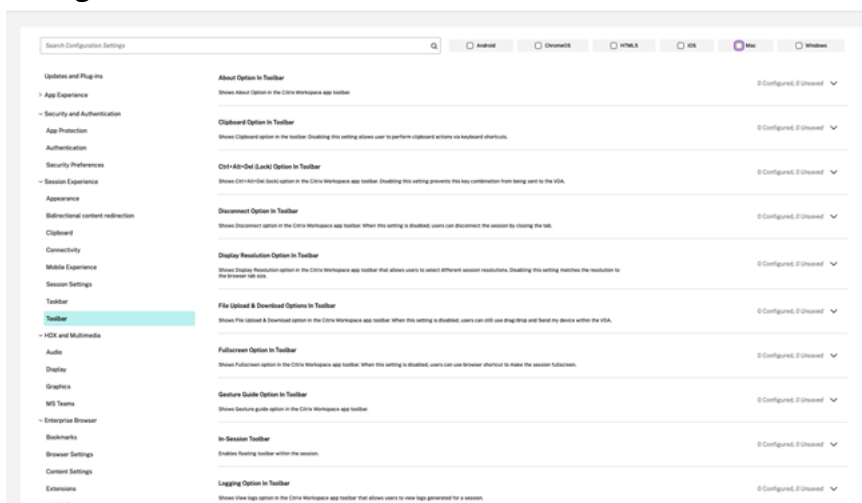 Search Configuration Settings
Android
ChromeOS
HTML5
iOS
Mac
Windows
Updates and Plug-ins
App Experience
Security and Authentication
App Protection
Authentication
Security Preferences
Session Experience
Appearance
Bidirectional content redirection
Clipboard
Connectivity
Mobile Experience
Session Settings
Taskbar
Toolbar
HDX and Multimedia
Audio
Display
Graphics
MS Teams
Enterprise Browser
Bookmarks
Browser Settings
Content Settings
Extensions
About Option In Toolbar
0 Configured, 0 Unsaved
Shows About Option in the Citrix Workspace app toolbar.
Clipboard Option In Toolbar
0 Configured, 0 Unsaved
Shows Clipboard option in the toolbar. Disabling this setting allows user to perform clipboard actions via keyboard shortcuts.
Ctrl+Alt+Del (Lock) Option In Toolbar
0 Configured, 0 Unsaved
Shows Ctrl+Alt+Del (lock) option in the Citrix Workspace app toolbar. Disabling this setting prevents this key combination from being sent to the VDA.
Disconnect Option In Toolbar
0 Configured, 0 Unsaved
Shows Disconnect option in the Citrix Workspace app toolbar. When this setting is disabled, users can disconnect the session by closing the tab.
Display Resolution Option In Toolbar
0 Configured, 0 Unsaved
Shows Display Resolution option in the Citrix Workspace app toolbar that allows users to select different session resolutions. Disabling this setting matches the resolution to
the browser tab size.
File Upload & Download Options In Toolbar
0 Configured, 0 Unsaved
Shows File Upload & Download option in the Citrix Workspace app toolbar. When this setting is disabled, users can still use drag/drop and Send my device within the VDA.
Fullscreen Option In Toolbar
0 Configured, 0 Unsaved
Shows Fullscreen option in the Citrix Workspace app toolbar. When this setting is disabled, users can use browser shortcut to make the session fullscreen.
Gesture Guide Option In Toolbar
0 Configured, 0 Unsaved
Shows Gesture guide option in the Citrix Workspace app toolbar.
In-Session Toolbar
0 Configured, 0 Unsaved
Enables floating toolbar within the session.
Logging Option In Toolbar
0 Configured, 0 Unsaved
Shows View logs option in the Citrix Workspace app toolbar that allows users to view logs generated for a session.